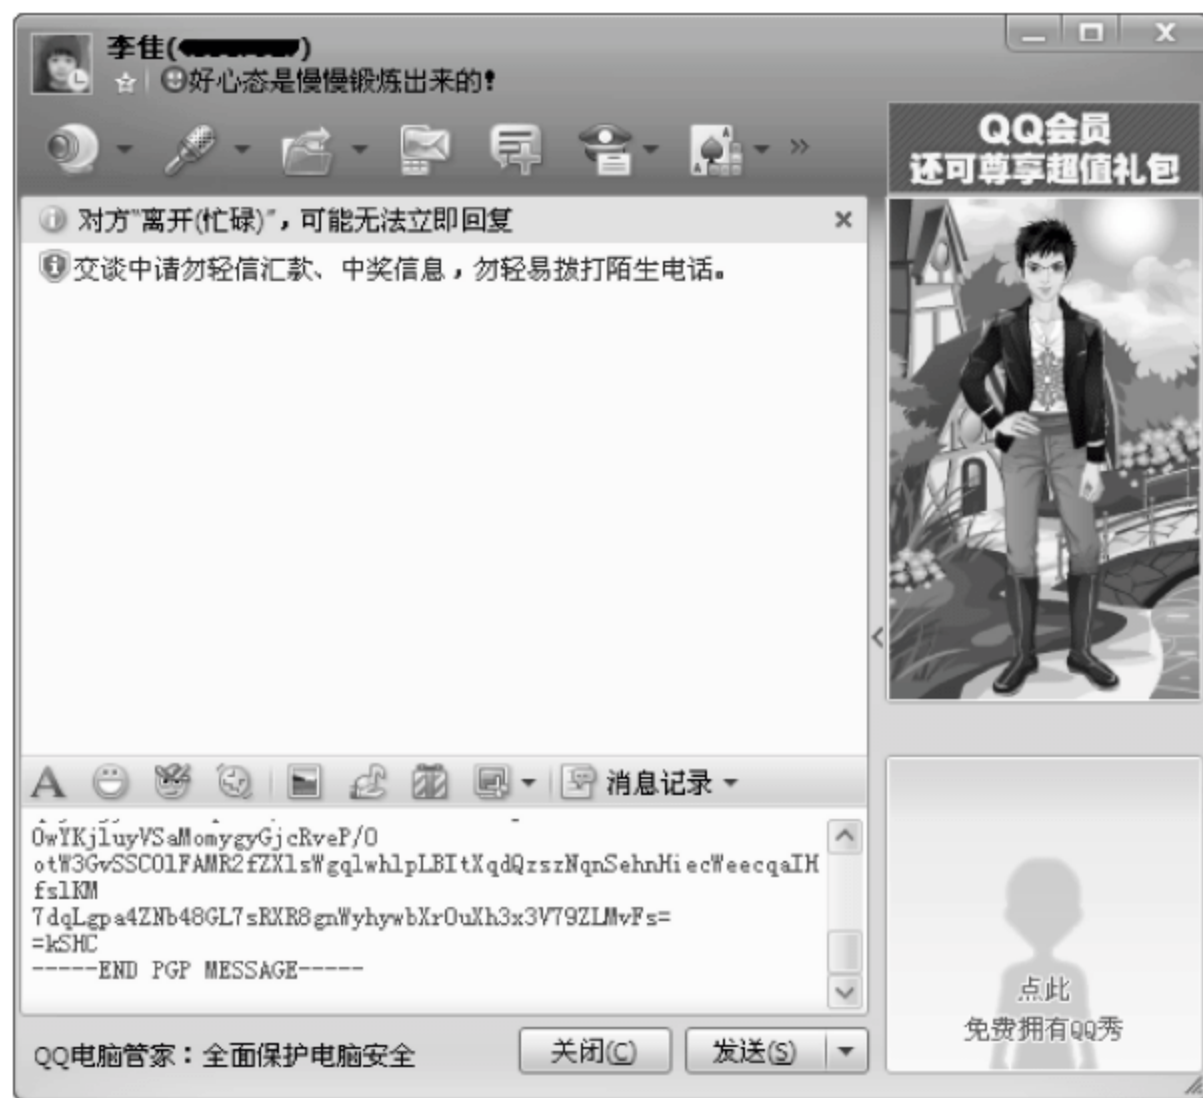 李佳(
好心态是慢慢锻炼出来的!
QQ会员
还可尊享超值礼包
对方"离开(忙碌)",可能无法立即回复
交谈中请勿轻信汇款、中奖信息,勿轻易拨打陌生电话。
消息记录
OwYKjluyVSaMomygyGjcRveP/O
otW3GvSSCOlFAMR2fZXlsWgqlwhlpLBItXqdQzszNqnSehnHiecWeecqaIH
fslKM
7dqLgpa4ZNb48GL7sRXR8gnWyhywbXrOuXh3x3V79ZLMvFs=
=kSHC
-----END PGP MESSAGE-----
点此
免费拥有QQ秀
QQ电脑管家:全面保护电脑安全
关闭(C)
发送(S)